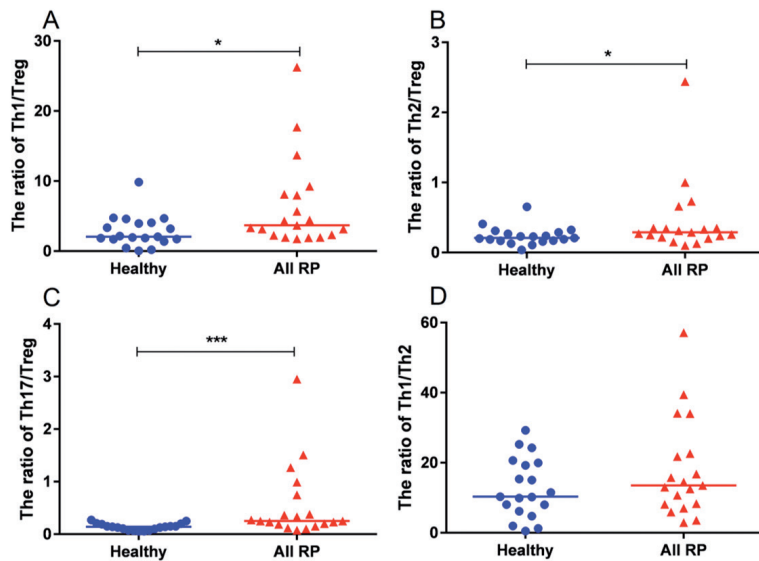 A
The ratio of Th1/Treg
30
20
10
0
*
Healthy
All RP
B
The ratio of Th2/Treg
3
2
1
0
*
Healthy
All RP
C
The ratio of Th17/Treg
4
3
2
1
0
***
Healthy
All RP
D
The ratio of Th1/Th2
60
40
20
0
Healthy
All RP